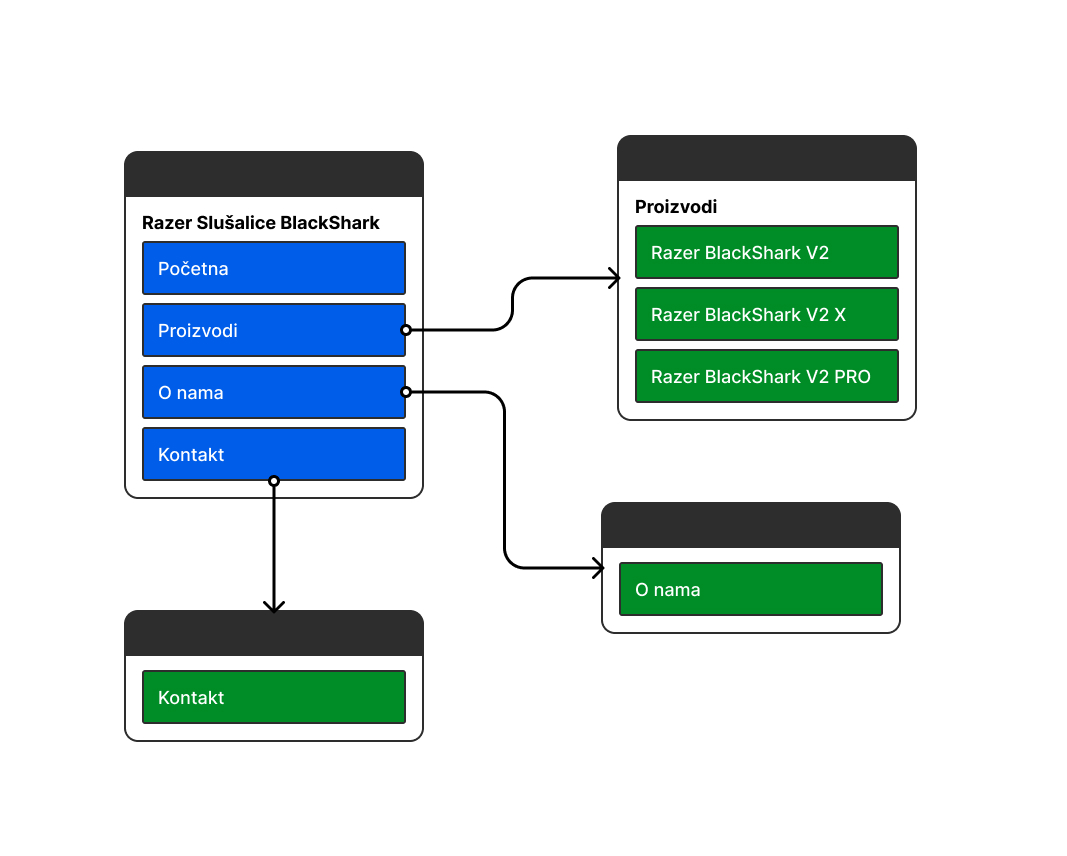 Razer Slušalice BlackShark
Početna
Proizvodi
O nama
Kontakt
Proizvodi
Razer BlackShark V2
Razer BlackShark V2 X
Razer BlackShark V2 PRO
O nama
Kontakt